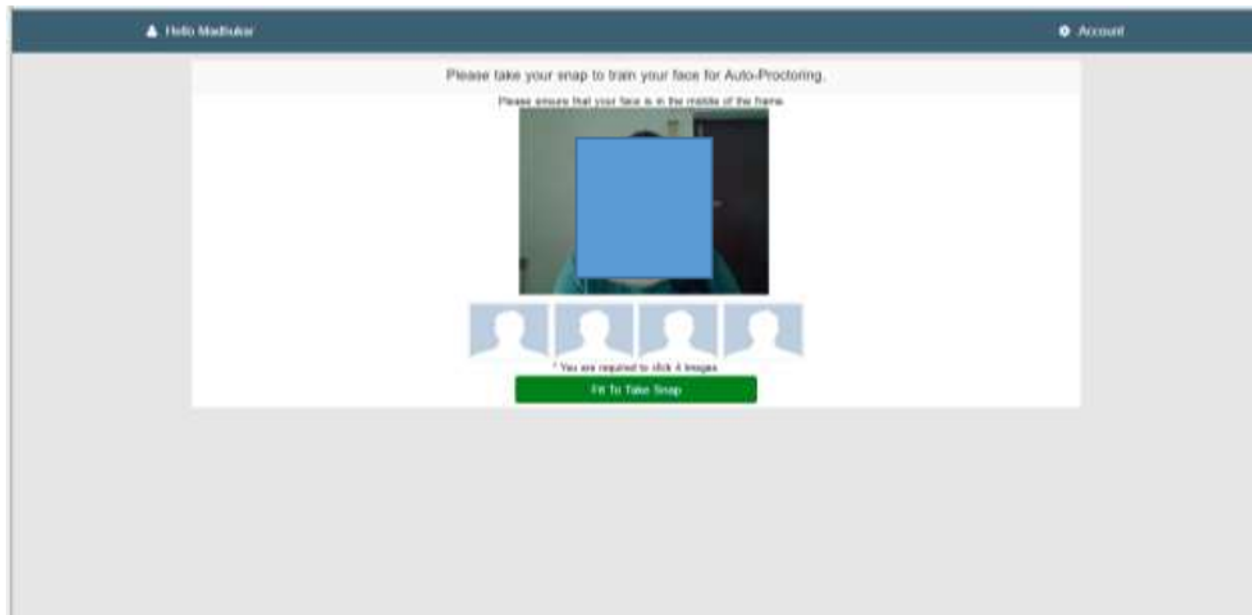 Hello Madhukar
Account
Please take your snap to train your face for Auto-Proctoring.
Please ensure that your face is in the middle of the frame
* You are required to click 4 images
Fit To Take Snap